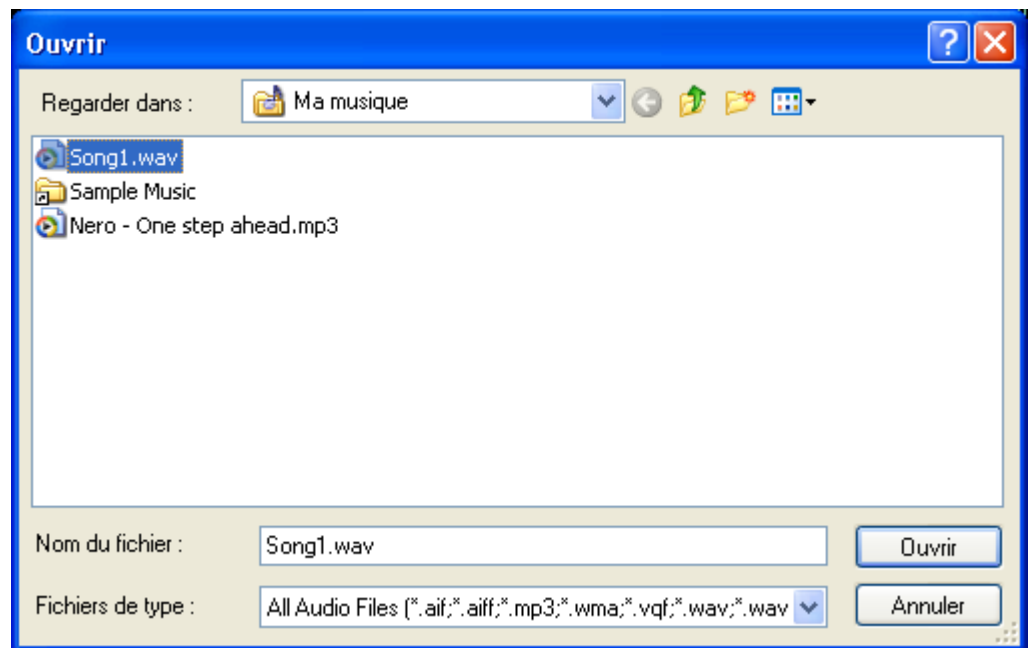 Ouvrir
Regarder dans :
Ma musique
Song1.wav
Sample Music
Nero - One step ahead.mp3
Nom du fichier :
Song1.wav
Ouvrir
Fichiers de type :
All Audio Files (*.aif;*.aiff;*.mp3;*.wma;*.vqf;*.wav;*.wav
Annuler